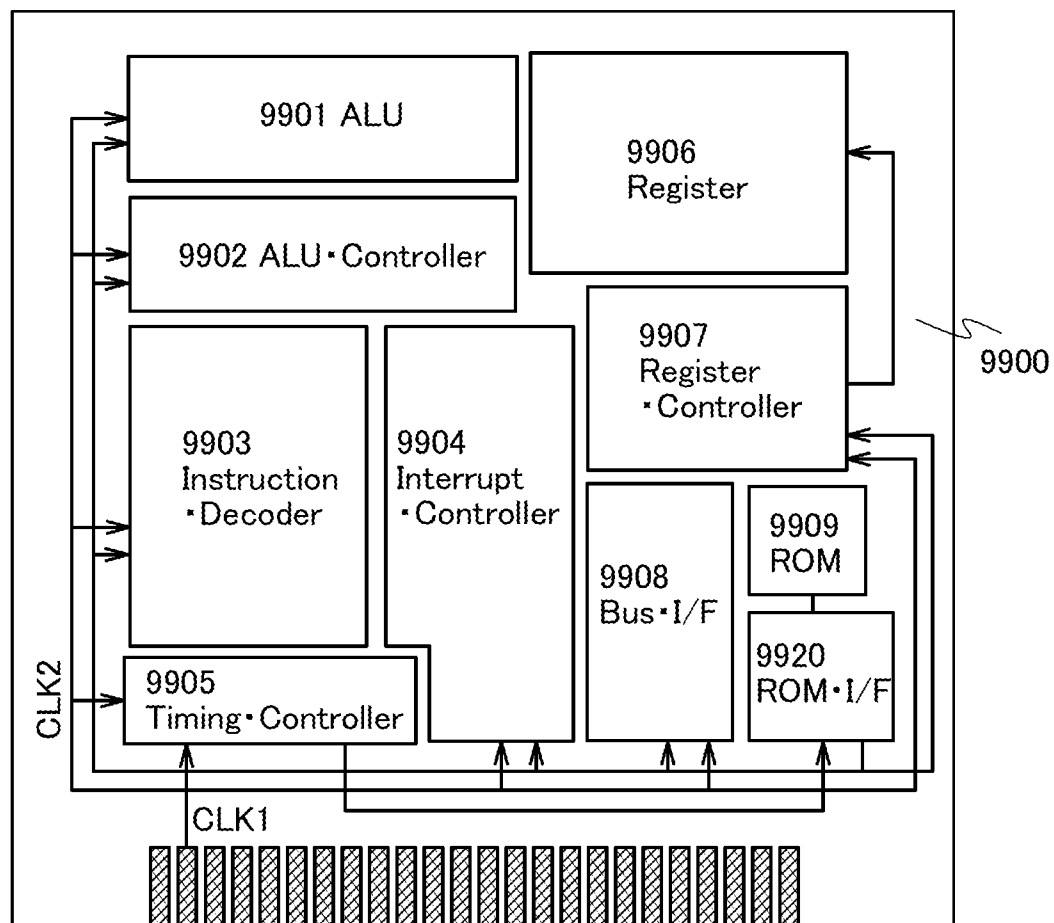 9901 ALU
9906
Register
9902 ALU・Controller
9907
Register
・Controller
9900
9903
Instruction
・Decoder
9904
Interrupt
・Controller
9908
Bus・I/F
9909
ROM
9920
ROM・I/F
9905
Timing・Controller
CLK2
CLK1